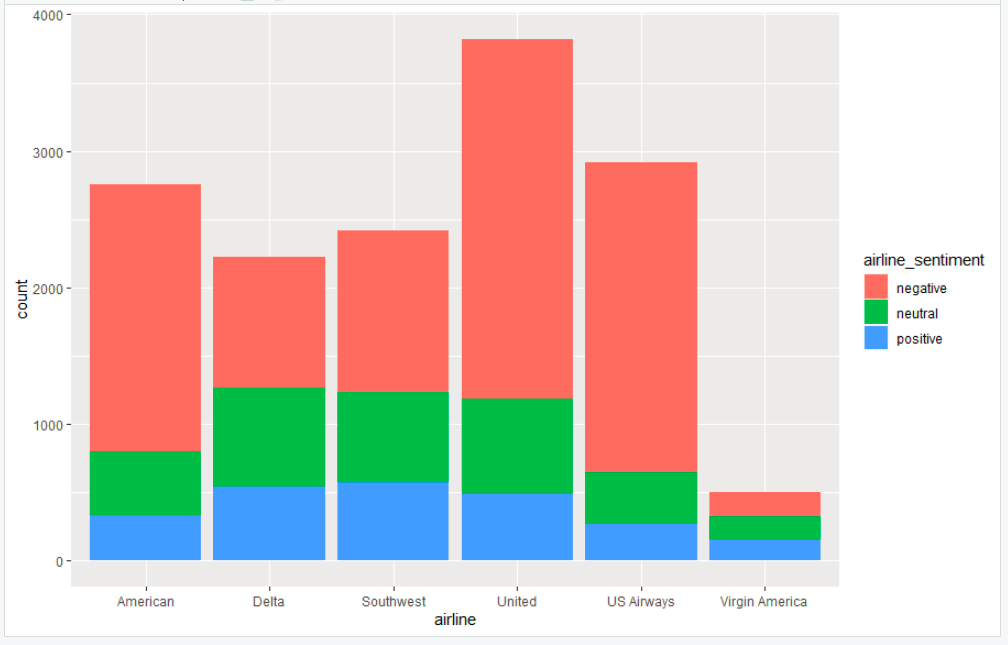 4000
3000
2000
1000
0
count
American Delta Southwest United US Airways Virgin America
airline
airline_sentiment
negative
neutral
positive